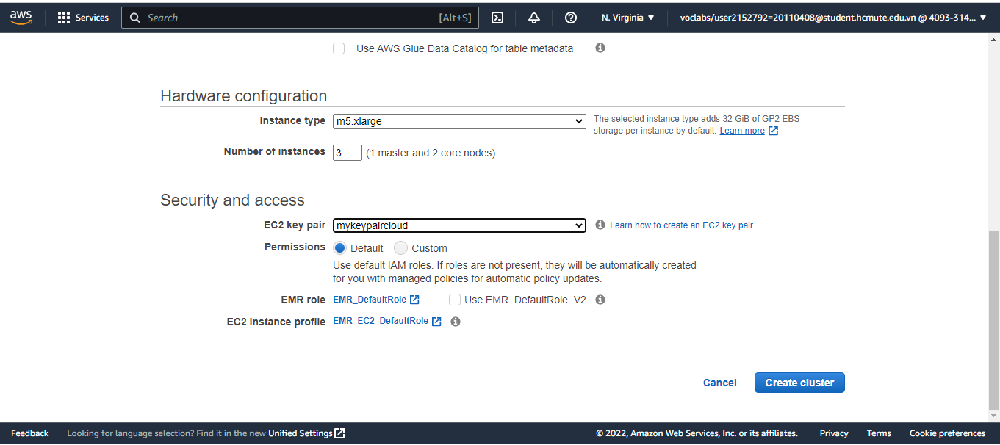 aws
Services
Search
[Alt+S]
N. Virginia
voclabs/user2152792=20110408@student.hcmute.edu.vn @ 4093-314...
Use AWS Glue Data Catalog for table metadata
Hardware configuration
Instance type
m5.xlarge
The selected instance type adds 32 GiB of GP2 EBS
storage per instance by default. Learn more
Number of instances
3
(1 master and 2 core nodes)
Security and access
EC2 key pair
mykeypaircloud
Learn how to create an EC2 key pair.
Permissions
Default
Custom
Use default IAM roles. If roles are not present, they will be automatically created
for you with managed policies for automatic policy updates.
EMR role
EMR_DefaultRole
Use EMR_DefaultRole_V2
EC2 instance profile
EMR_EC2_DefaultRole
Cancel
Create cluster
Feedback
Looking for language selection? Find it in the new Unified Settings
© 2022, Amazon Web Services, Inc. or its affiliates.
Privacy
Terms
Cookie preferences